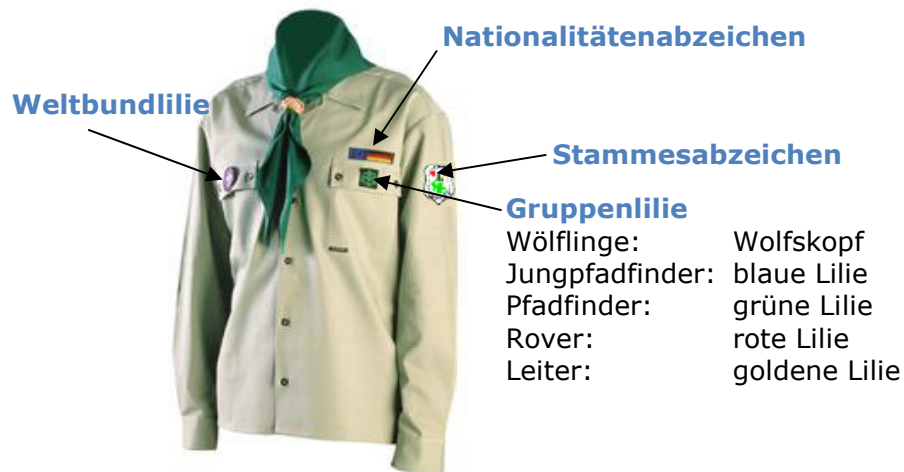 Nationalitätenabzeichen
Weltbundlilie
Stammesabzeichen
Gruppenlilie
Wölflinge: Wolfskopf
Jungpfadfinder: blaue Lilie
Pfadfinder: grüne Lilie
Rover: rote Lilie
Leiter: goldene Lilie